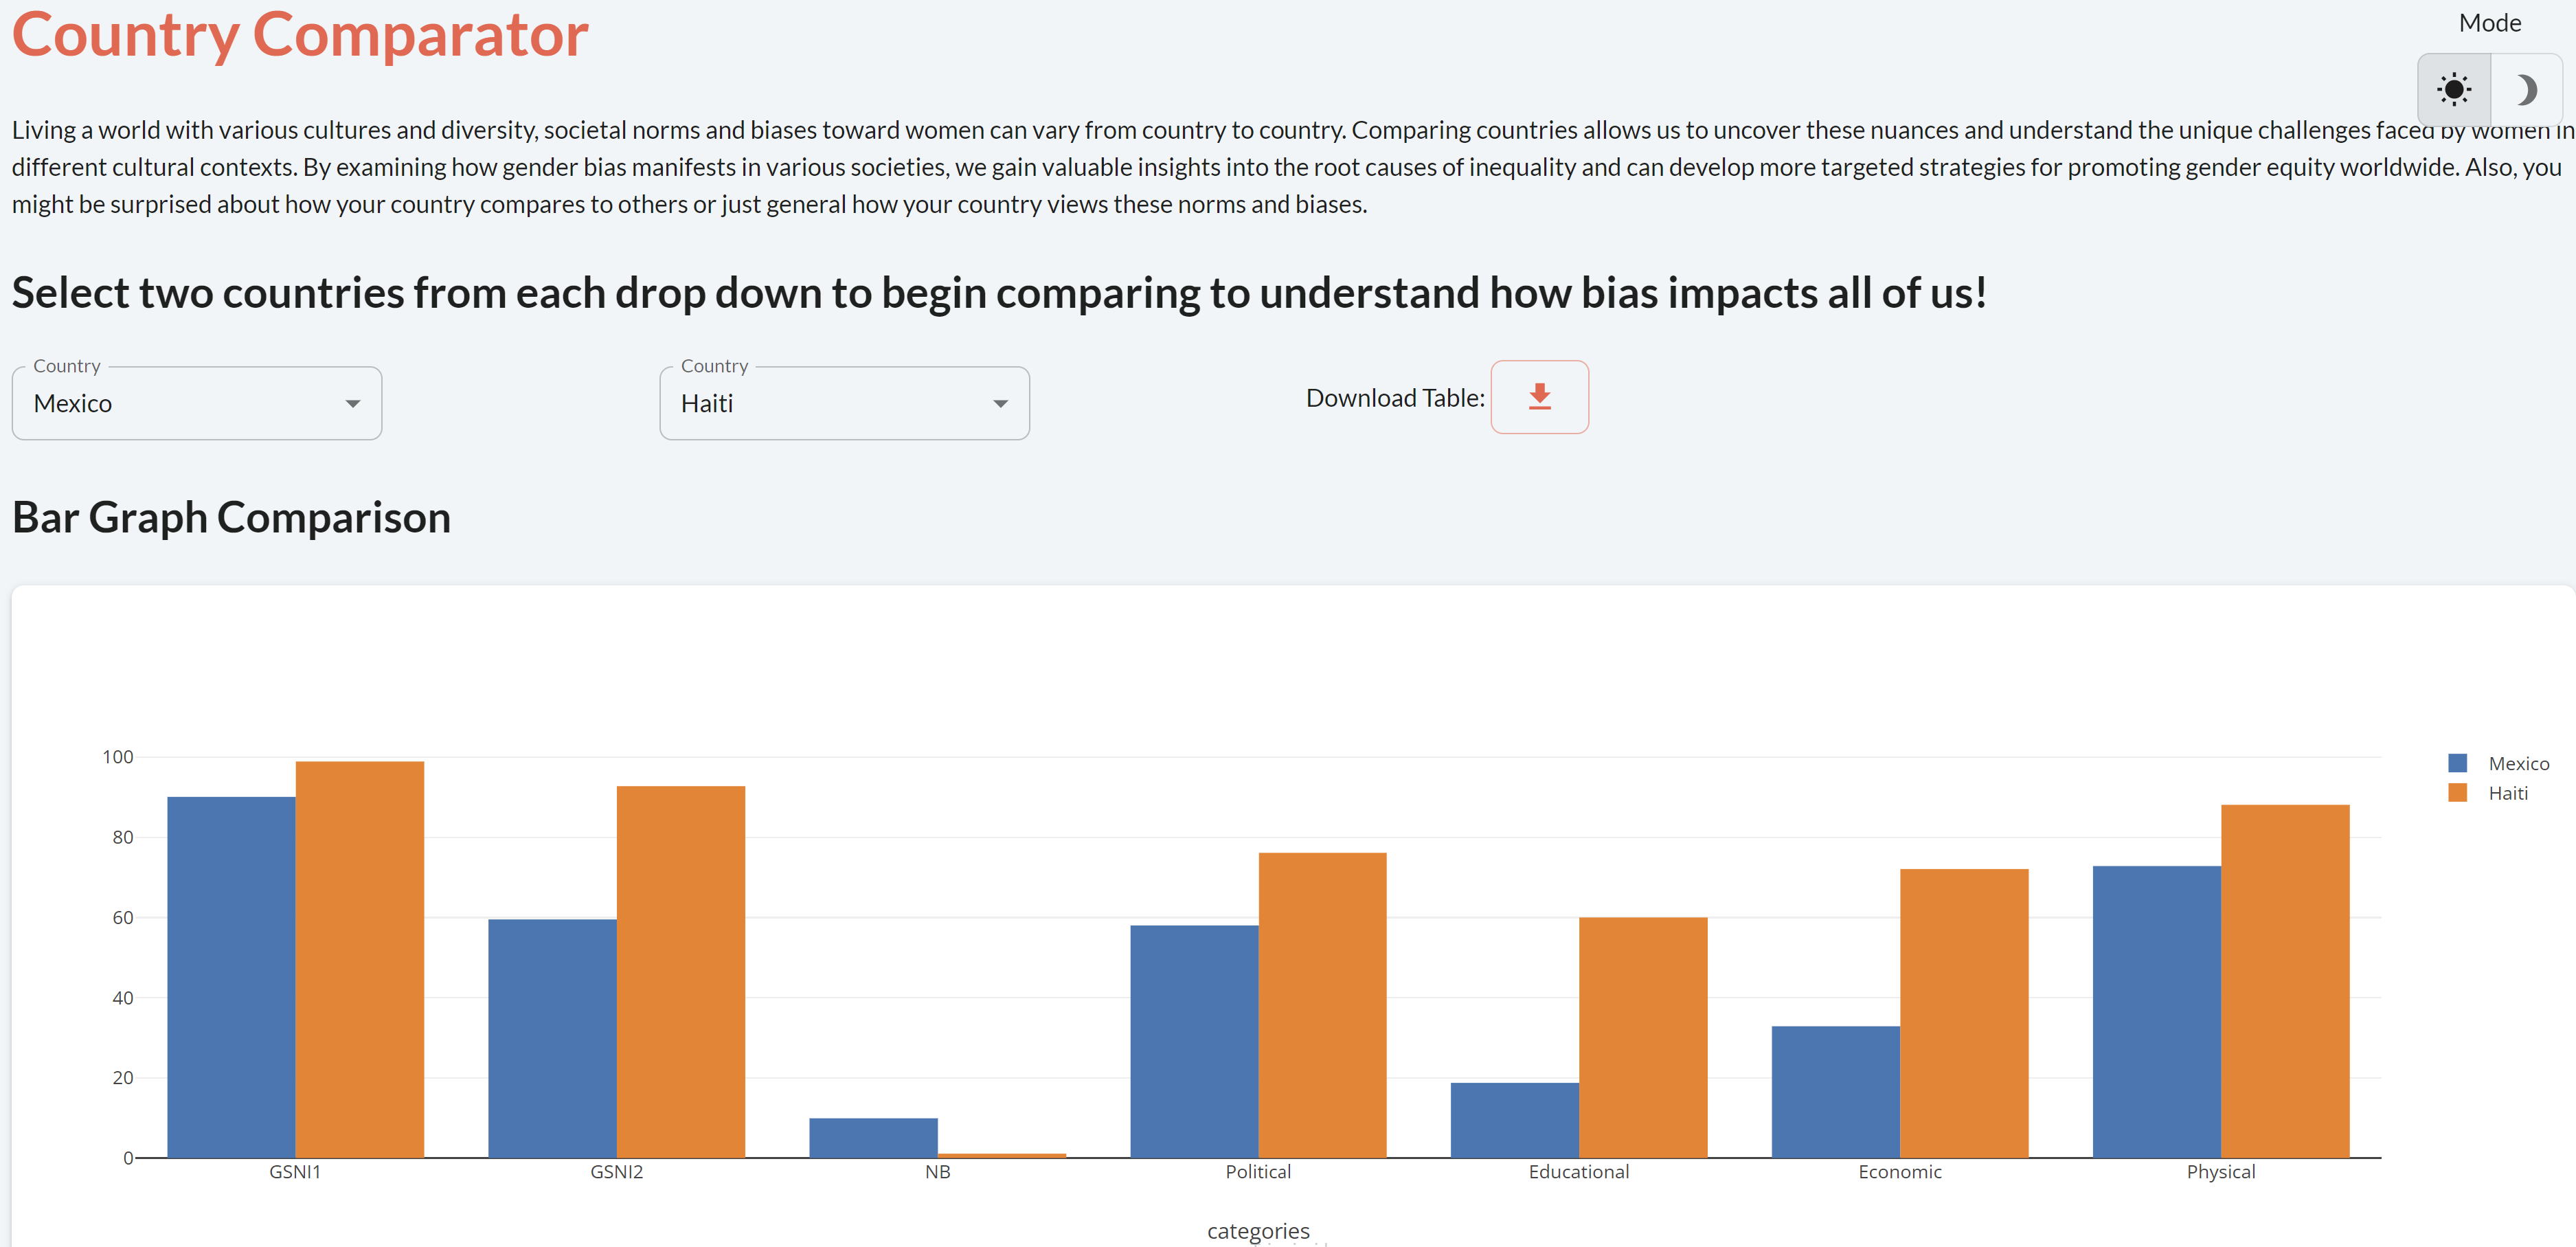 Country Comparator
Mode
Living a world with various cultures and diversity, societal norms and biases toward women can vary from country to country. Comparing countries allows us to uncover these nuances and understand the unique challenges faced by women in
different cultural contexts. By examining how gender bias manifests in various societies, we gain valuable insights into the root causes of inequality and can develop more targeted strategies for promoting gender equity worldwide. Also, you
might be surprised about how your country compares to others or just general how your country views these norms and biases.
Select two countries from each drop down to begin comparing to understand how bias impacts all of us!
Country
Mexico
Country
Haiti
Download Table:
Bar Graph Comparison
100
80
60
40
20
0
GSNI1
GSNI2
NB
Political
Educational
Economic
Physical
categories
Mexico
Haiti